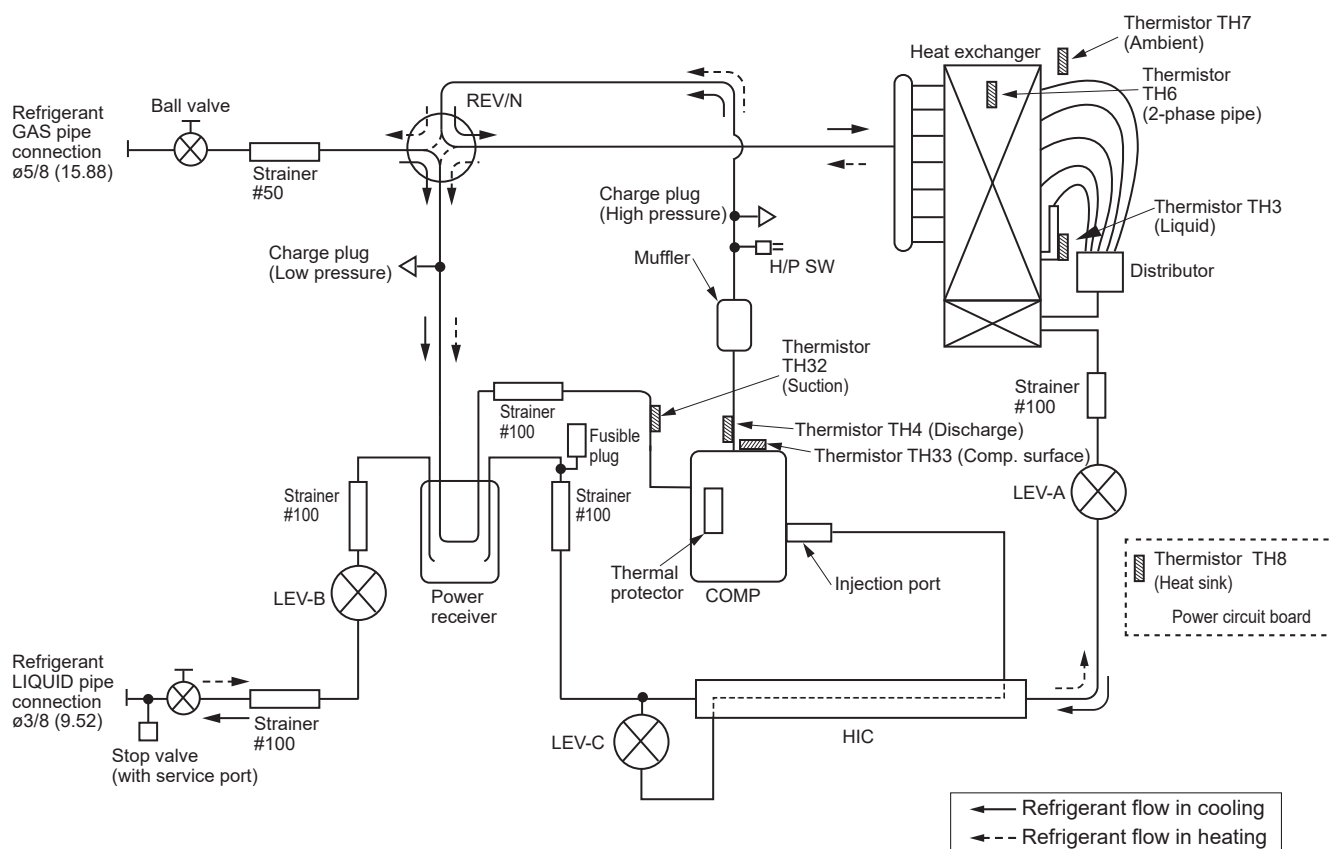 Thermistor TH7
(Ambient)
Heat exchanger
Thermistor
TH6
(2-phase pipe)
Refrigerant
GAS pipe
connection
ø5/8 (15.88)
Ball valve
REV/N
Strainer
#50
Charge plug
(High pressure)
Thermistor TH3
(Liquid)
Charge plug
(Low pressure)
Muffler
H/P SW
Distributor
Thermistor
TH32
(Suction)
Strainer
#100
Strainer
#100
Fusible
plug
Thermistor TH4 (Discharge)
Thermistor TH33 (Comp. surface)
LEV-A
Strainer
#100
Strainer
#100
Thermal
protector
COMP
Injection port
Thermistor TH8
(Heat sink)
Power circuit board
LEV-B
Power
receiver
Refrigerant
LIQUID pipe
connection
ø3/8 (9.52)
Strainer
#100
Stop valve
(with service port)
LEV-C
HIC
Refrigerant flow in cooling
Refrigerant flow in heating